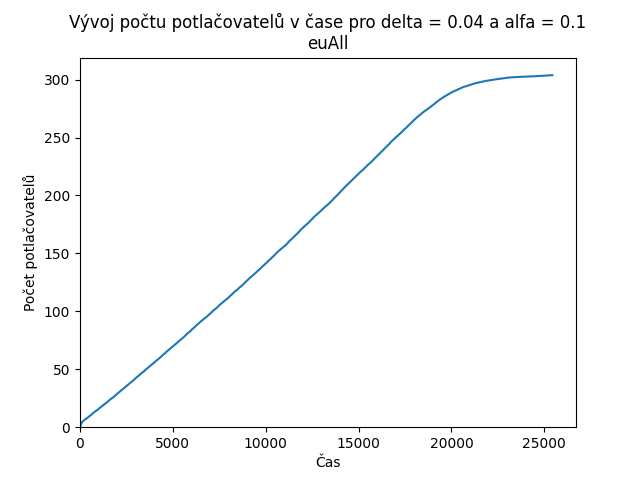 Vývoj počtu potlačovatelů v čase pro delta = 0.04 a alfa = 0.1
euAll
300
250
200
150
100
50
0
Počet potlačovatelů
0 5000 10000 15000 20000 25000
Čas